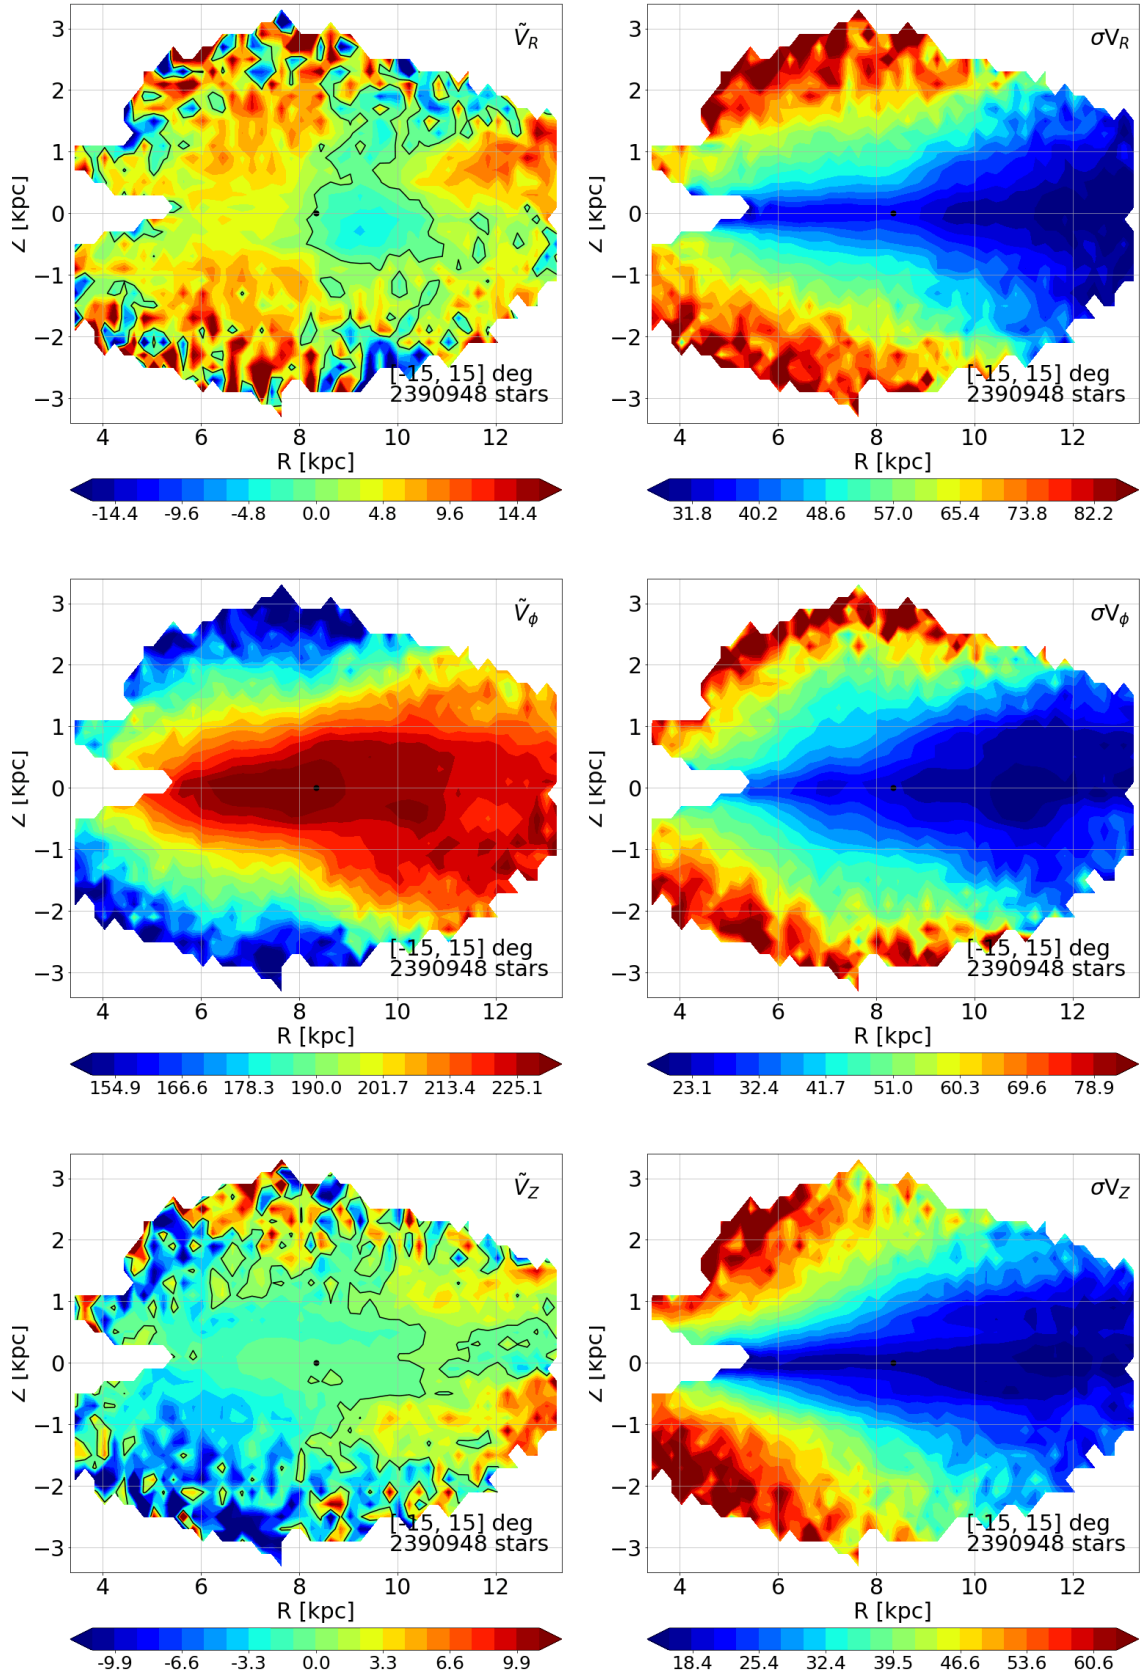 Ṽ_R
3
2
1
0
−1
−2
−3
Z [kpc]
[-15, 15] deg
2390948 stars
4 6 8 10 12
R [kpc]
-14.4 -9.6 -4.8 0.0 4.8 9.6 14.4
σV_R
3
2
1
0
−1
−2
−3
Z [kpc]
[-15, 15] deg
2390948 stars
4 6 8 10 12
R [kpc]
31.8 40.2 48.6 57.0 65.4 73.8 82.2
Ṽ_ϕ
3
2
1
0
−1
−2
−3
Z [kpc]
[-15, 15] deg
2390948 stars
4 6 8 10 12
R [kpc]
154.9 166.6 178.3 190.0 201.7 213.4 225.1
σV_ϕ
3
2
1
0
−1
−2
−3
Z [kpc]
[-15, 15] deg
2390948 stars
4 6 8 10 12
R [kpc]
23.1 32.4 41.7 51.0 60.3 69.6 78.9
Ṽ_Z
3
2
1
0
−1
−2
−3
Z [kpc]
[-15, 15] deg
2390948 stars
4 6 8 10 12
R [kpc]
-9.9 -6.6 -3.3 0.0 3.3 6.6 9.9
σV_Z
3
2
1
0
−1
−2
−3
Z [kpc]
[-15, 15] deg
2390948 stars
4 6 8 10 12
R [kpc]
18.4 25.4 32.4 39.5 46.6 53.6 60.6